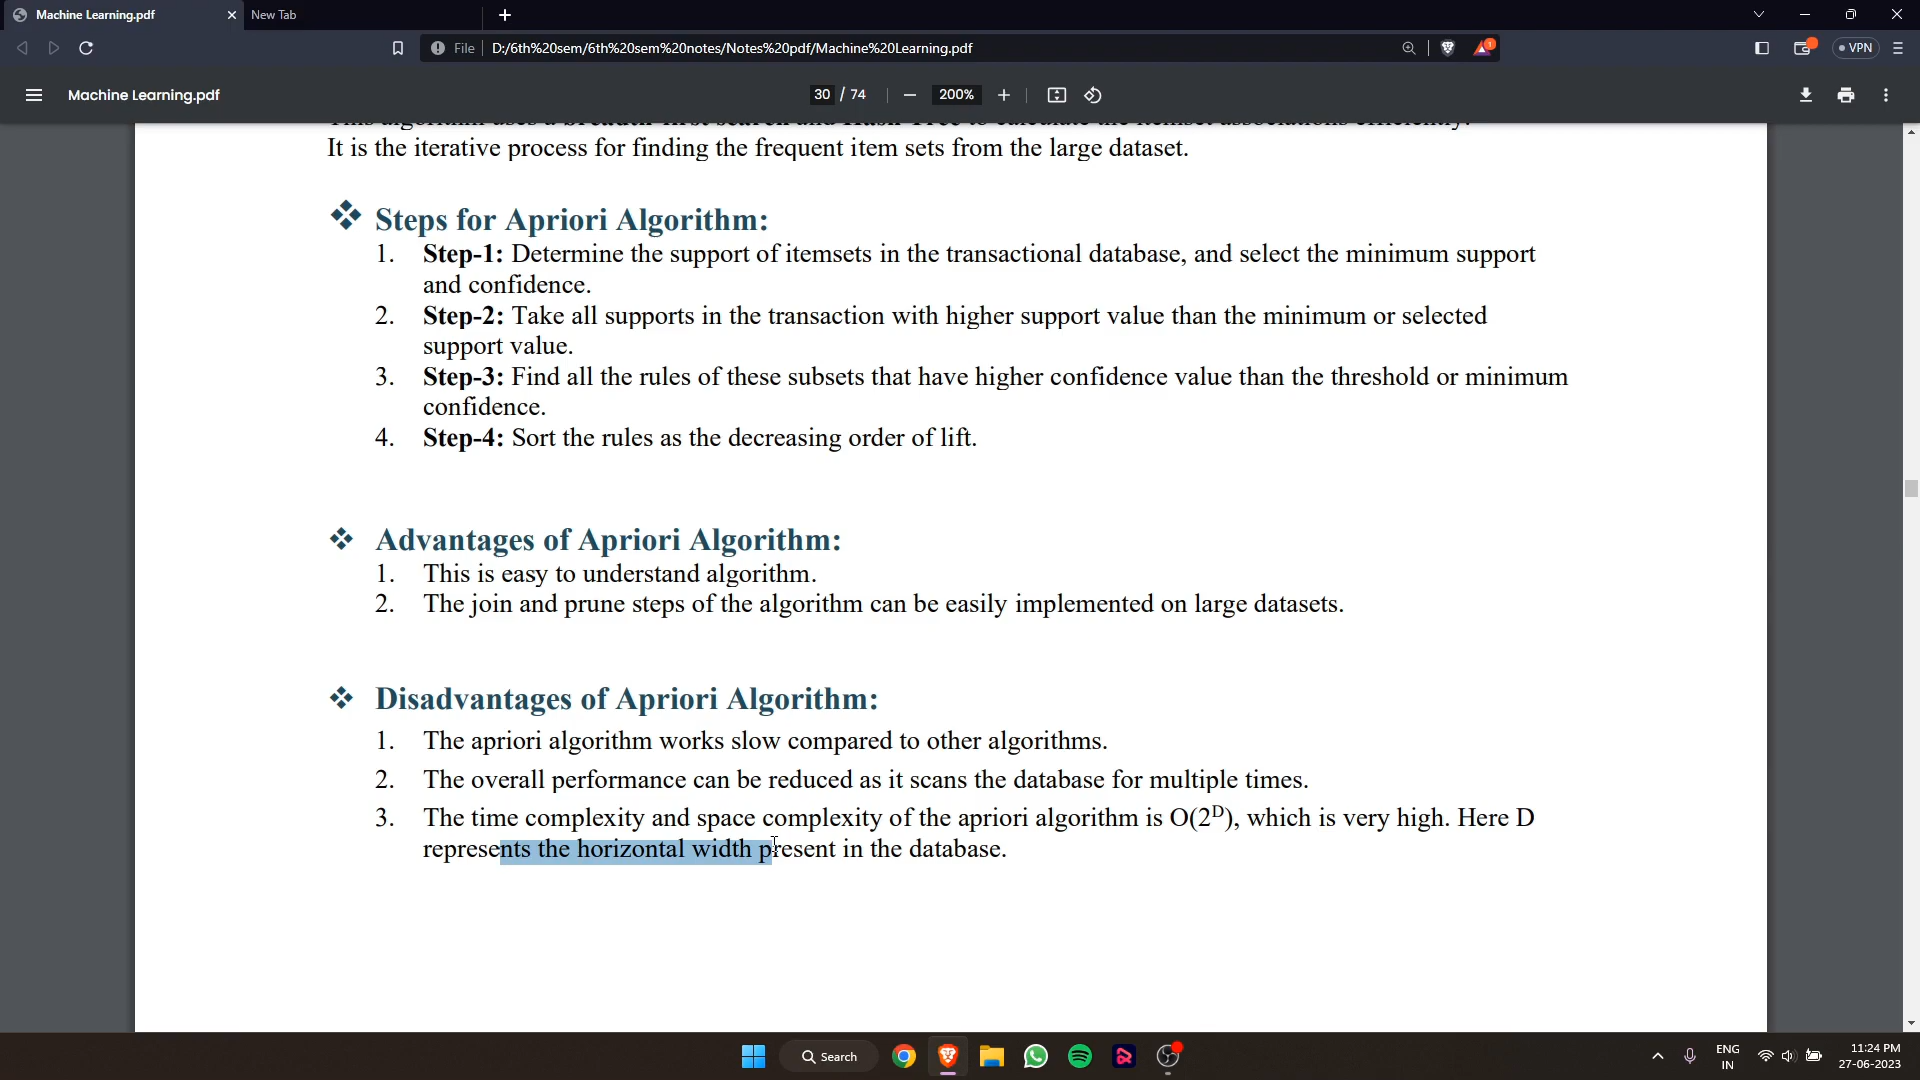 Machine Learning.pdf
New Tab
File
D:/6th%20sem/6th%20sem%20notes/Notes%20pdf/Machine%20Learning.pdf
1
VPN
Machine Learning.pdf
30 / 74
200%
It is the iterative process for finding the frequent item sets from the large dataset.
Steps for Apriori Algorithm:
1. Step-1: Determine the support of itemsets in the transactional database, and select the minimum support
and confidence.
2. Step-2: Take all supports in the transaction with higher support value than the minimum or selected
support value.
3. Step-3: Find all the rules of these subsets that have higher confidence value than the threshold or minimum
confidence.
4. Step-4: Sort the rules as the decreasing order of lift.
Advantages of Apriori Algorithm:
1. This is easy to understand algorithm.
2. The join and prune steps of the algorithm can be easily implemented on large datasets.
Disadvantages of Apriori Algorithm:
1. The apriori algorithm works slow compared to other algorithms.
2. The overall performance can be reduced as it scans the database for multiple times.
3. The time complexity and space complexity of the apriori algorithm is O(2ᴰ), which is very high. Here D
represents the horizontal width present in the database.
Search
ENG
IN
11:24 PM
27-06-2023